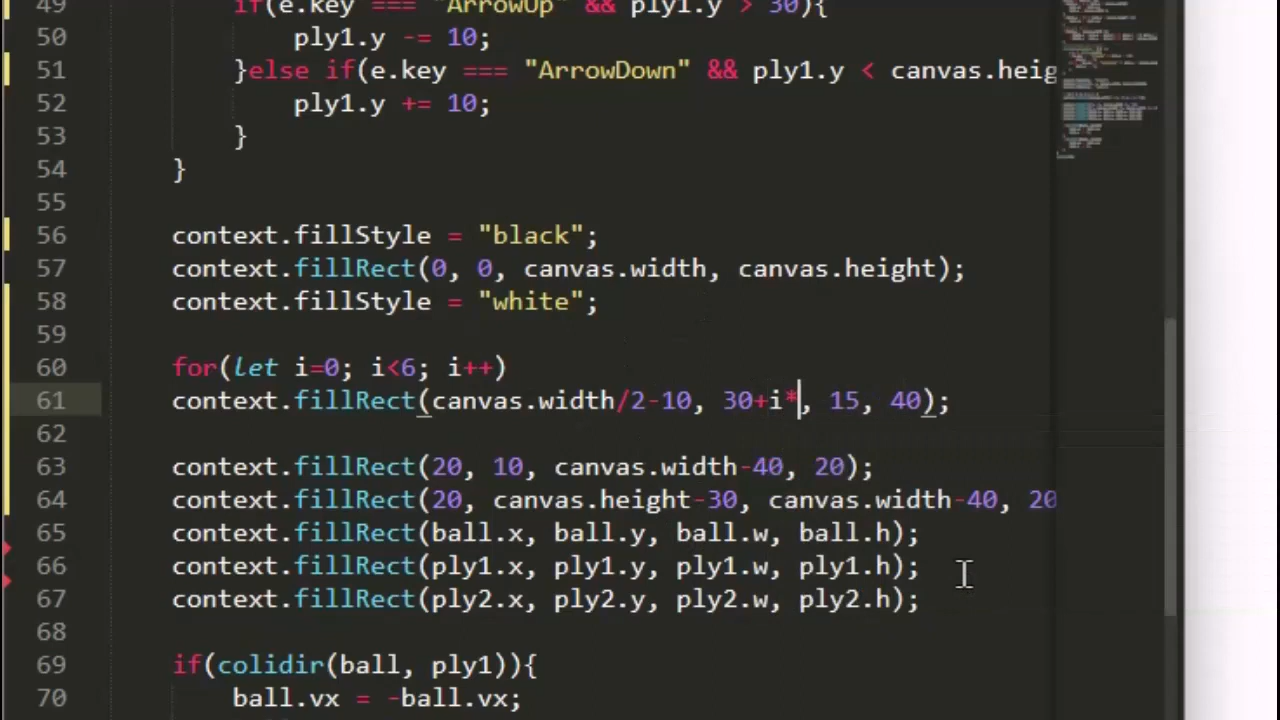 49 if(e.key === "ArrowUp" && ply1.y > 30){
50 ply1.y -= 10;
51 }else if(e.key === "ArrowDown" && ply1.y < canvas.heig
52 ply1.y += 10;
53 }
54 }
55
56 context.fillStyle = "black";
57 context.fillRect(0, 0, canvas.width, canvas.height);
58 context.fillStyle = "white";
59
60 for(let i=0; i<6; i++)
61 context.fillRect(canvas.width/2-10, 30+i*, 15, 40);
62
63 context.fillRect(20, 10, canvas.width-40, 20);
64 context.fillRect(20, canvas.height-30, canvas.width-40, 20
65 context.fillRect(ball.x, ball.y, ball.w, ball.h);
66 context.fillRect(ply1.x, ply1.y, ply1.w, ply1.h);
67 context.fillRect(ply2.x, ply2.y, ply2.w, ply2.h);
68
69 if(colidir(ball, ply1)){
70 ball.vx = -ball.vx;